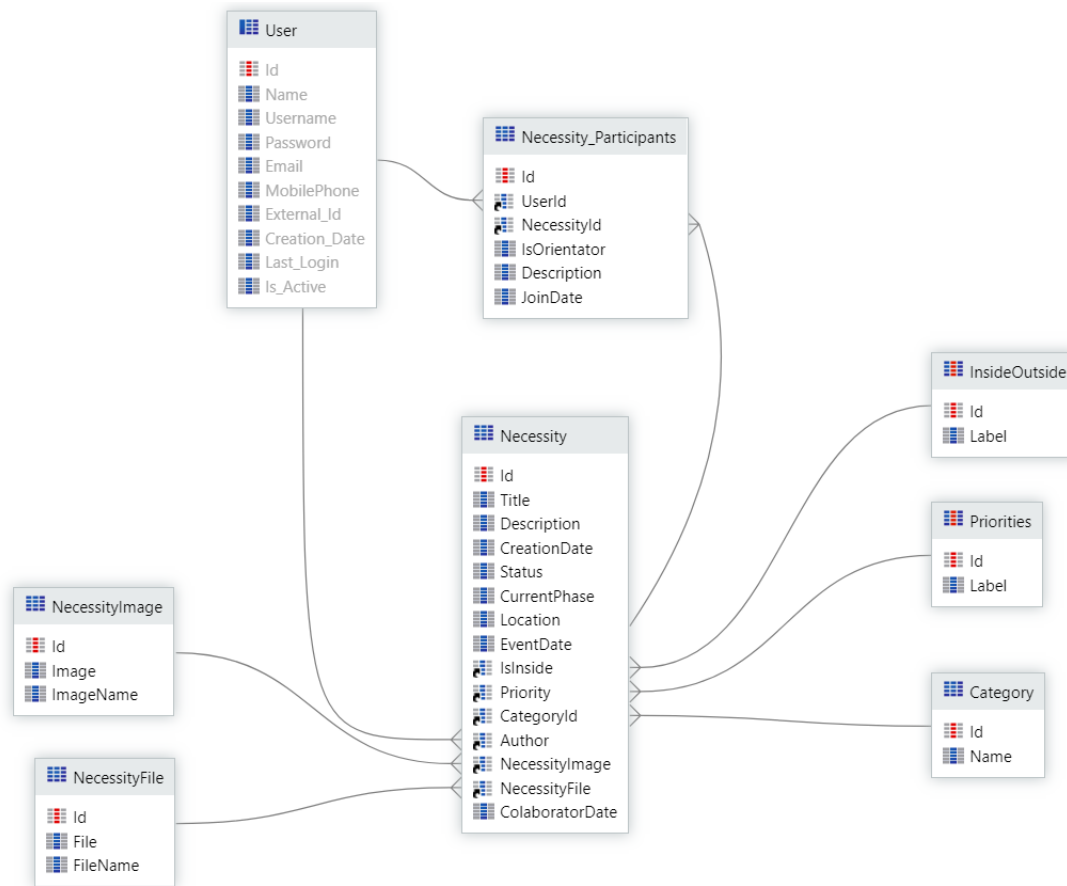 User
Id
Name
Username
Password
Email
MobilePhone
External_Id
Creation_Date
Last_Login
Is_Active
Necessity_Participants
Id
UserId
NecessityId
IsOrientator
Description
JoinDate
InsideOutside
Id
Label
Necessity
Id
Title
Description
CreationDate
Status
CurrentPhase
Location
EventDate
IsInside
Priority
CategoryId
Author
NecessityImage
NecessityFile
ColaboratorDate
Priorities
Id
Label
NecessityImage
Id
Image
ImageName
Category
Id
Name
NecessityFile
Id
File
FileName